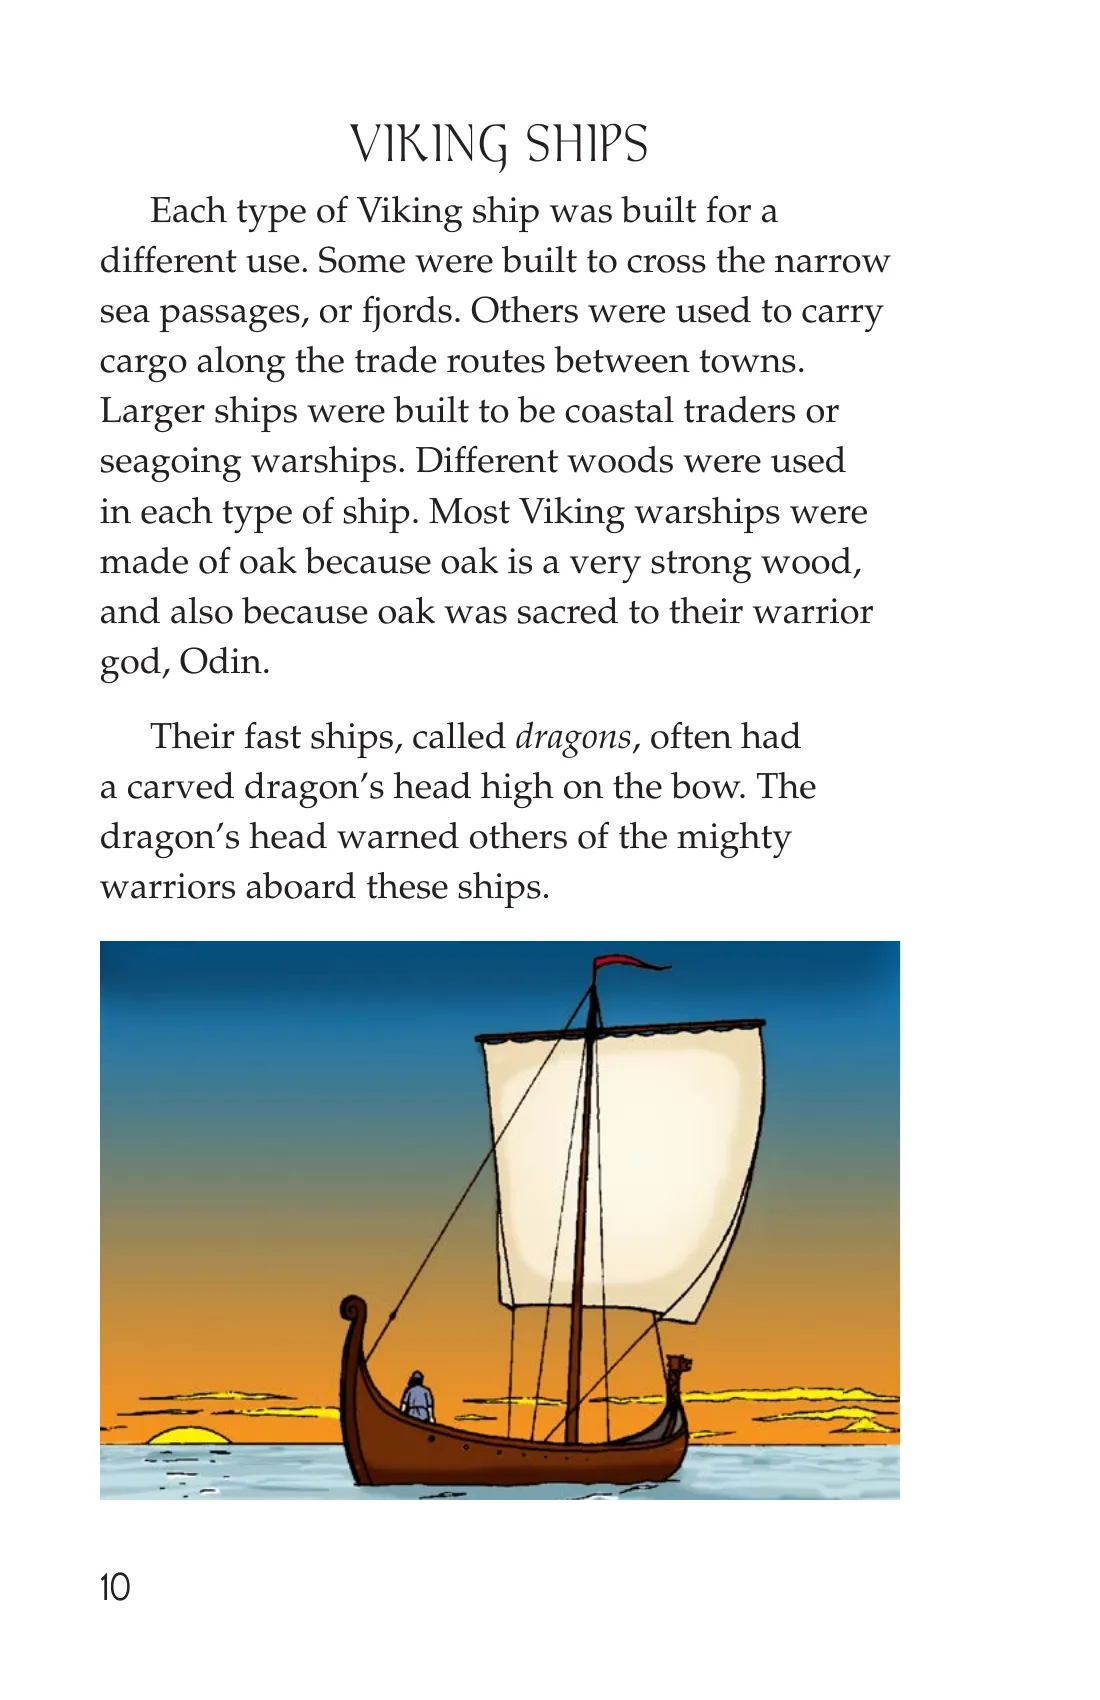 VIKING SHIPS
Each type of Viking ship was built for a
different use. Some were built to cross the narrow
sea passages, or fjords. Others were used to carry
cargo along the trade routes between towns.
Larger ships were built to be coastal traders or
seagoing warships. Different woods were used
in each type of ship. Most Viking warships were
made of oak because oak is a very strong wood,
and also because oak was sacred to their warrior
god, Odin.
Their fast ships, called dragons, often had
a carved dragon’s head high on the bow. The
dragon’s head warned others of the mighty
warriors aboard these ships.
10